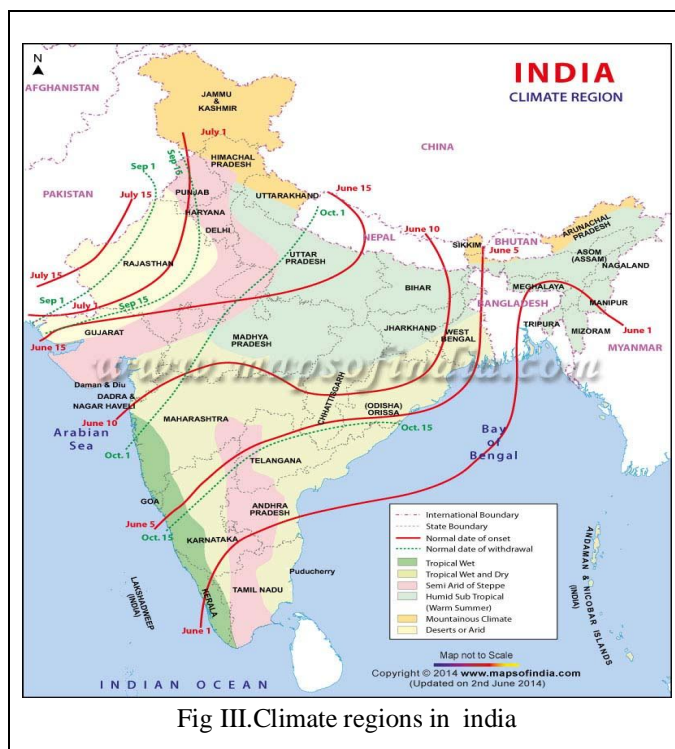 N
INDIA
CLIMATE REGION
AFGHANISTAN
JAMMU
&
KASHMIR
July 1
CHINA
HIMACHAL
PRADESH
Sep 1
Sep 16
PUNJAB
UTTARAKHAND
June 15
PAKISTAN
July 15
HARYANA
Oct. 1
DELHI
NEPAL
June 10
SIKKIM
BHUTAN
June 5
ARUNACHAL
PRADESH
ASOM
(ASSAM)
NAGALAND
RAJASTHAN
UTTAR
PRADESH
BIHAR
MEGHALAYA
July 15
Sep 1
July 1
Sep 15
BANGLADESH
MANIPUR
June 15
GUJARAT
JHARKHAND
WEST
BENGAL
TRIPURA
MIZORAM
June 1
MADHYA
PRADESH
MYANMAR
www.mapsofindia.com
Daman & Diu
DADRA &
NAGAR HAVELI
CHHATTISGARH
(ODISHA)
ORISSA
MAHARASHTRA
June 10
Arabian
Sea
Oct. 1
Oct. 15
Bay
of
Bengal
TELANGANA
GOA
ANDHRA
PRADESH
June 5
Oct. 15
KARNATAKA
International Boundary
State Boundary
Normal date of onset
Normal date of withdrawal
Tropical Wet
Tropical Wet and Dry
Semi Arid of Steppe
Humid Sub Tropical
(Warm Summer)
Mountainous Climate
Deserts or Arid
Puducherry
TAMIL NADU
KERALA
LAKSHADWEEP
(INDIA)
June 1
ANDAMAN & NICOBAR ISLANDS
(INDIA)
Map not to Scale
Copyright © 2014 www.mapsofindia.com
(Updated on 2nd June 2014)
INDIAN OCEAN
Fig III.Climate regions in india